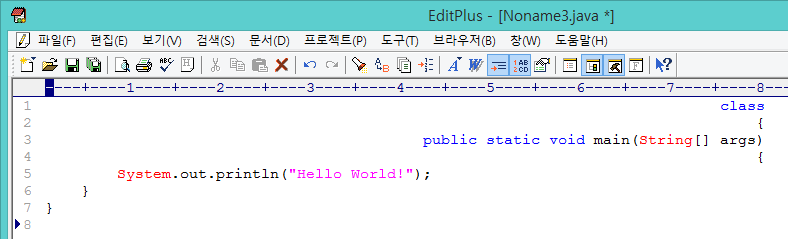 EditPlus - [Noname3.java *]
파일(F) 편집(E) 보기(V) 검색(S) 문서(D) 프로젝트(P) 도구(T) 브라우저(B) 창(W) 도움말(H)
----+----1----+----2----+----3----+----4----+----5----+----6----+----7----+----8
1 class
2 {
3 public static void main(String[] args)
4 {
5 System.out.println("Hello World!");
6 }
7 }
8